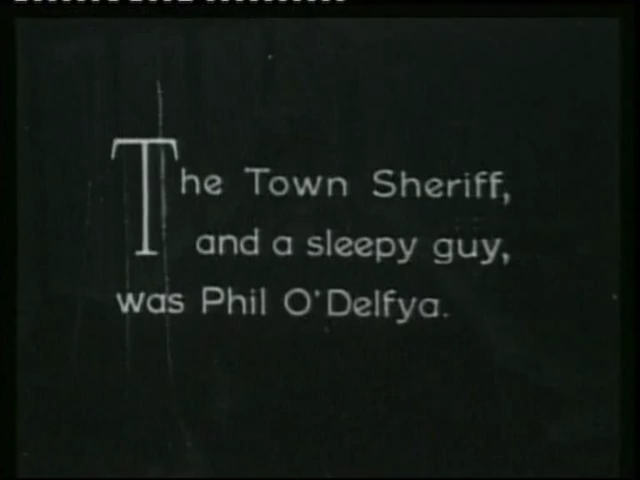 The Town Sheriff,
and a sleepy guy,
was Phil O'Delfya.